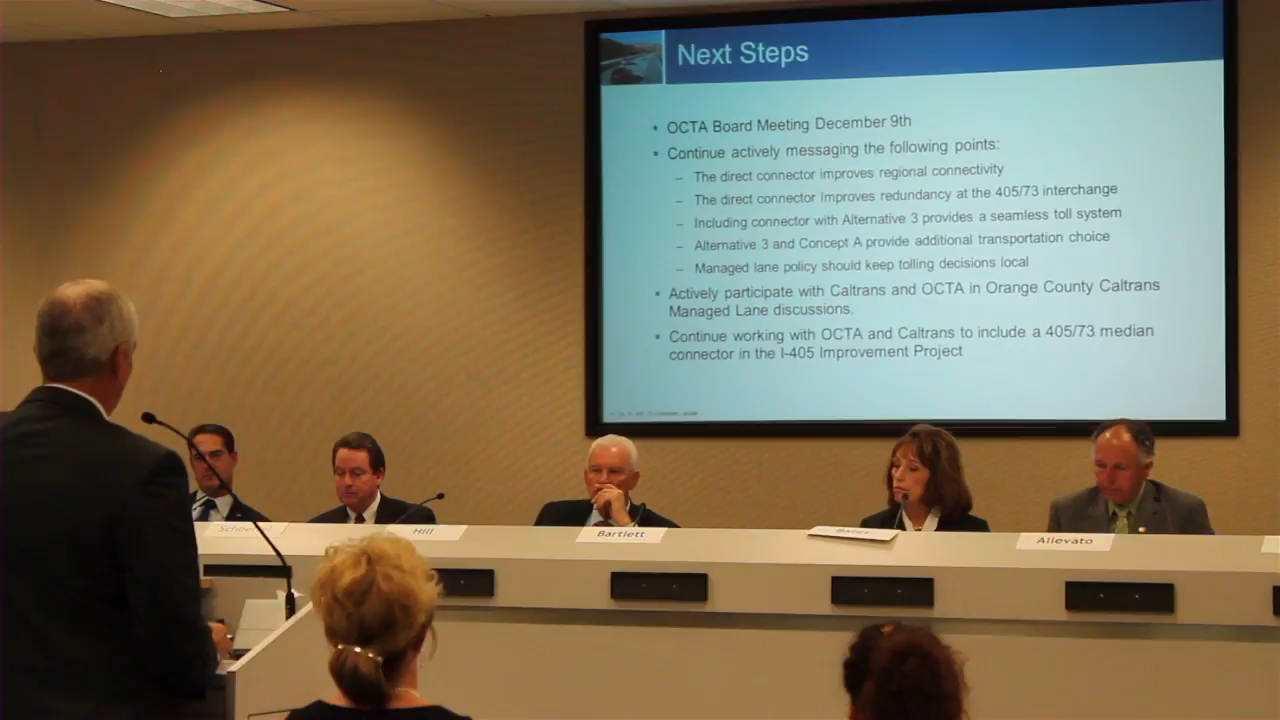 Next Steps
▪ OCTA Board Meeting December 9th
▪ Continue actively messaging the following points:
– The direct connector improves regional connectivity
– The direct connector Improves redundancy at the 405/73 interchange
– Including connector with Alternative 3 provides a seamless toll system
– Alternative 3 and Concept A provide additional transportation choice
– Managed lane policy should keep tolling decisions local
▪ Actively participate with Caltrans and OCTA in Orange County Caltrans
Managed Lane discussions.
▪ Continue working with OCTA and Caltrans to include a 405/73 median
connector in the I-405 Improvement Project
Hill
Bartlett
Bates
Allevato